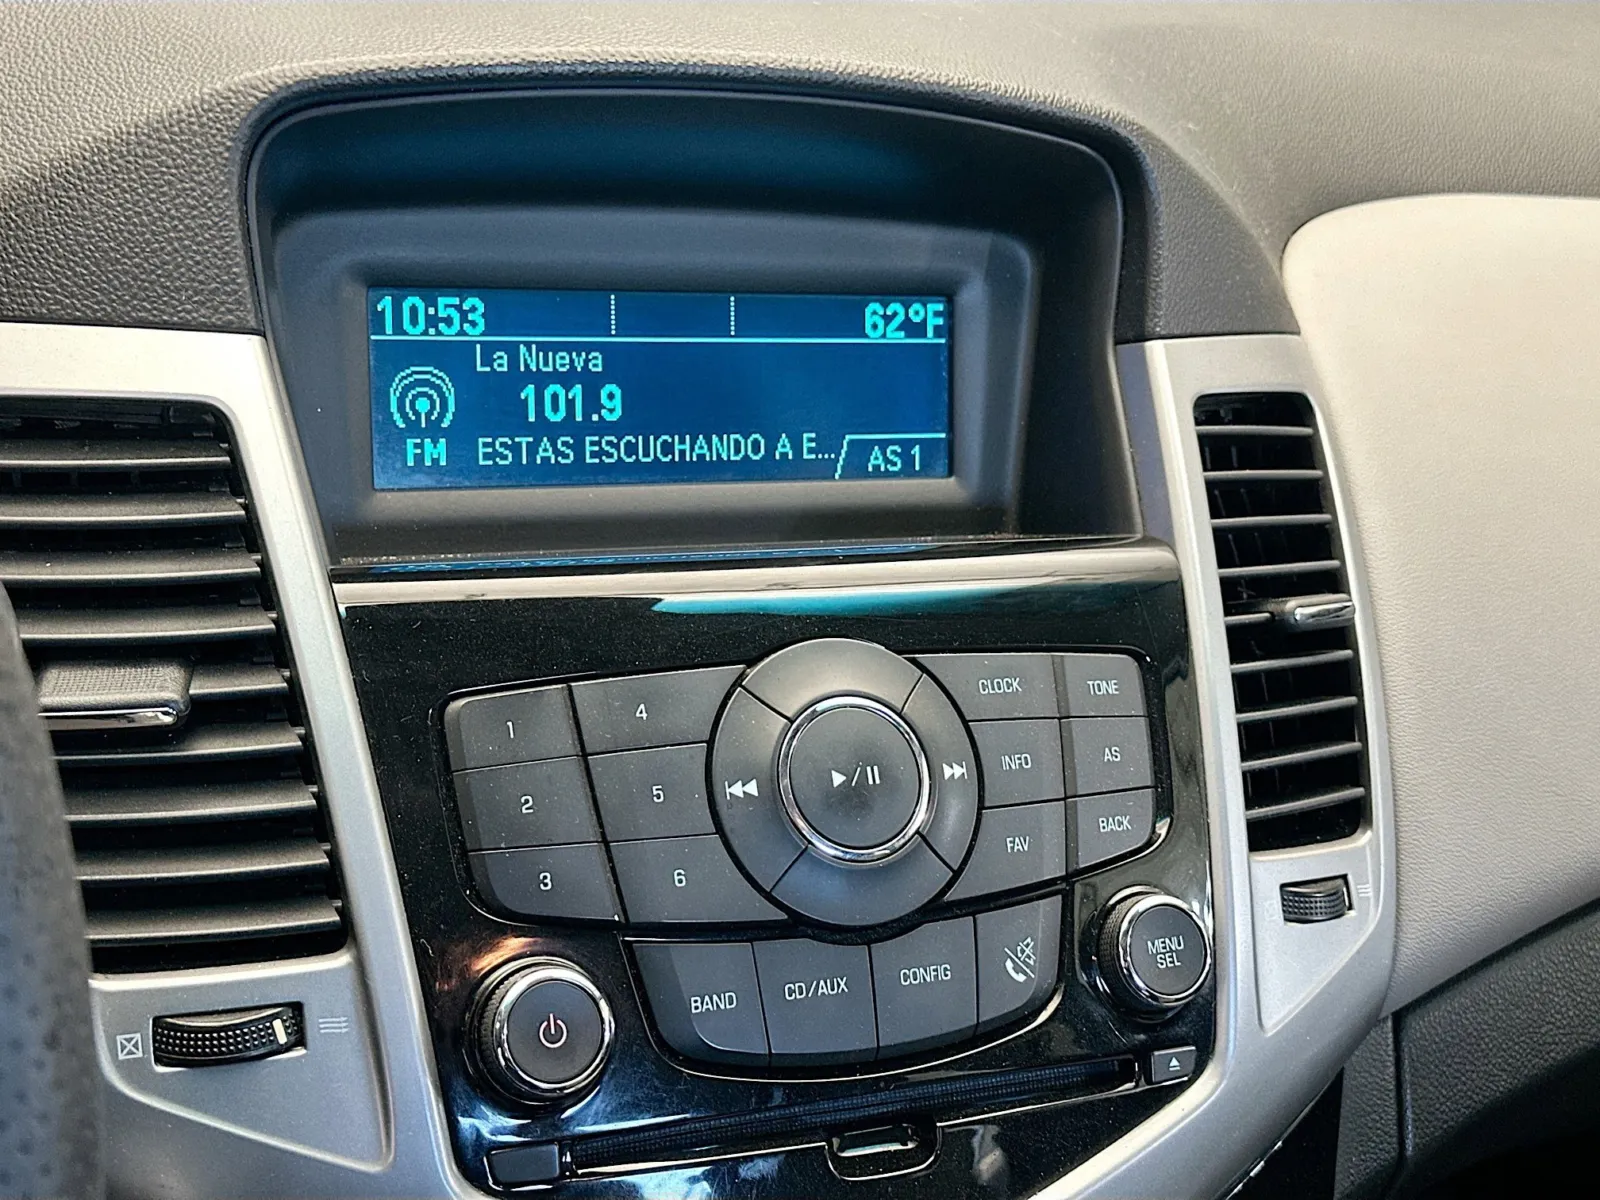 10:53 62°F
La Nueva
101.9
FM ESTAS ESCUCHANDO A E... AS 1
1 4 CLOCK TONE
2 5 INFO AS
3 6 FAV BACK
BAND CD/AUX CONFIG MENU
SEL